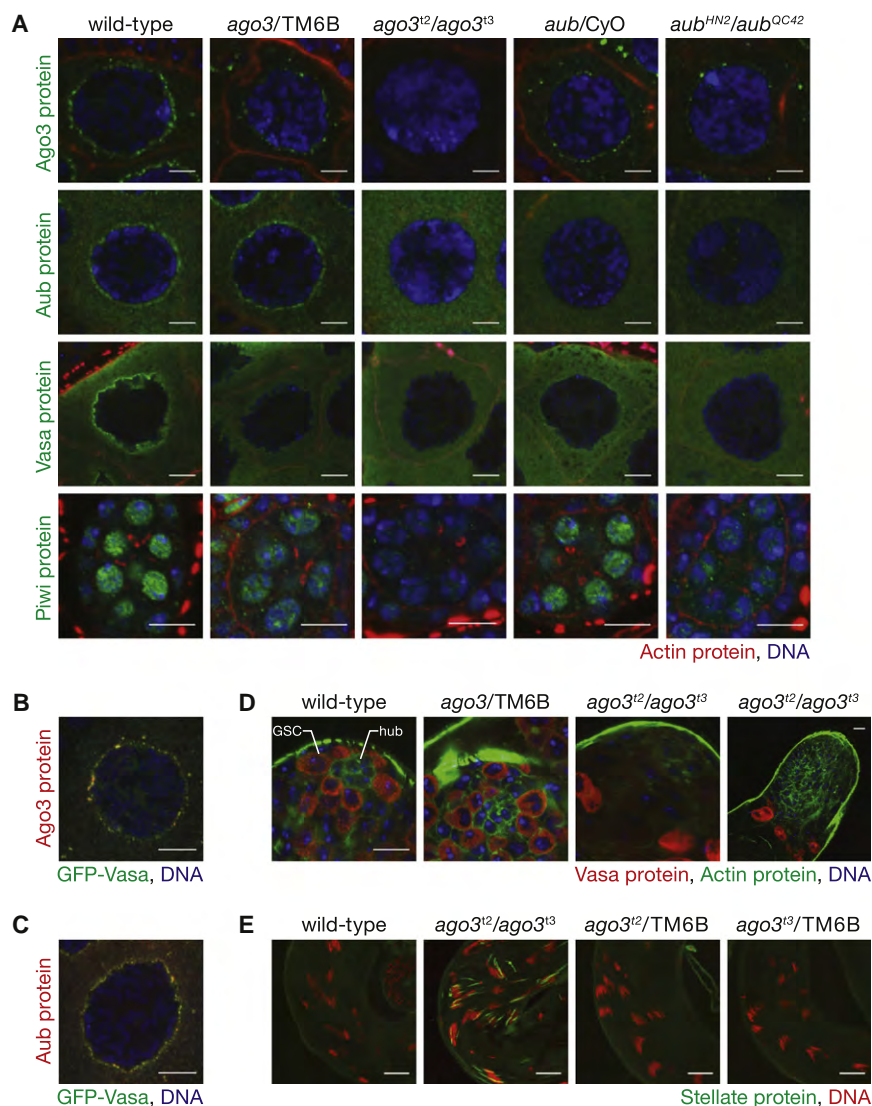 A
wild-type ago3/TM6B ago3t2/ago3t3 aub/CyO aubHN2/aubQC42
Ago3 protein
Aub protein
Vasa protein
Piwi protein
Actin protein, DNA
B
Ago3 protein
GFP-Vasa, DNA
D
wild-type ago3/TM6B ago3t2/ago3t3 ago3t2/ago3t3
GSC hub
Vasa protein, Actin protein, DNA
C
Aub protein
GFP-Vasa, DNA
E
wild-type ago3t2/ago3t3 ago3t2/TM6B ago3t3/TM6B
Stellate protein, DNA